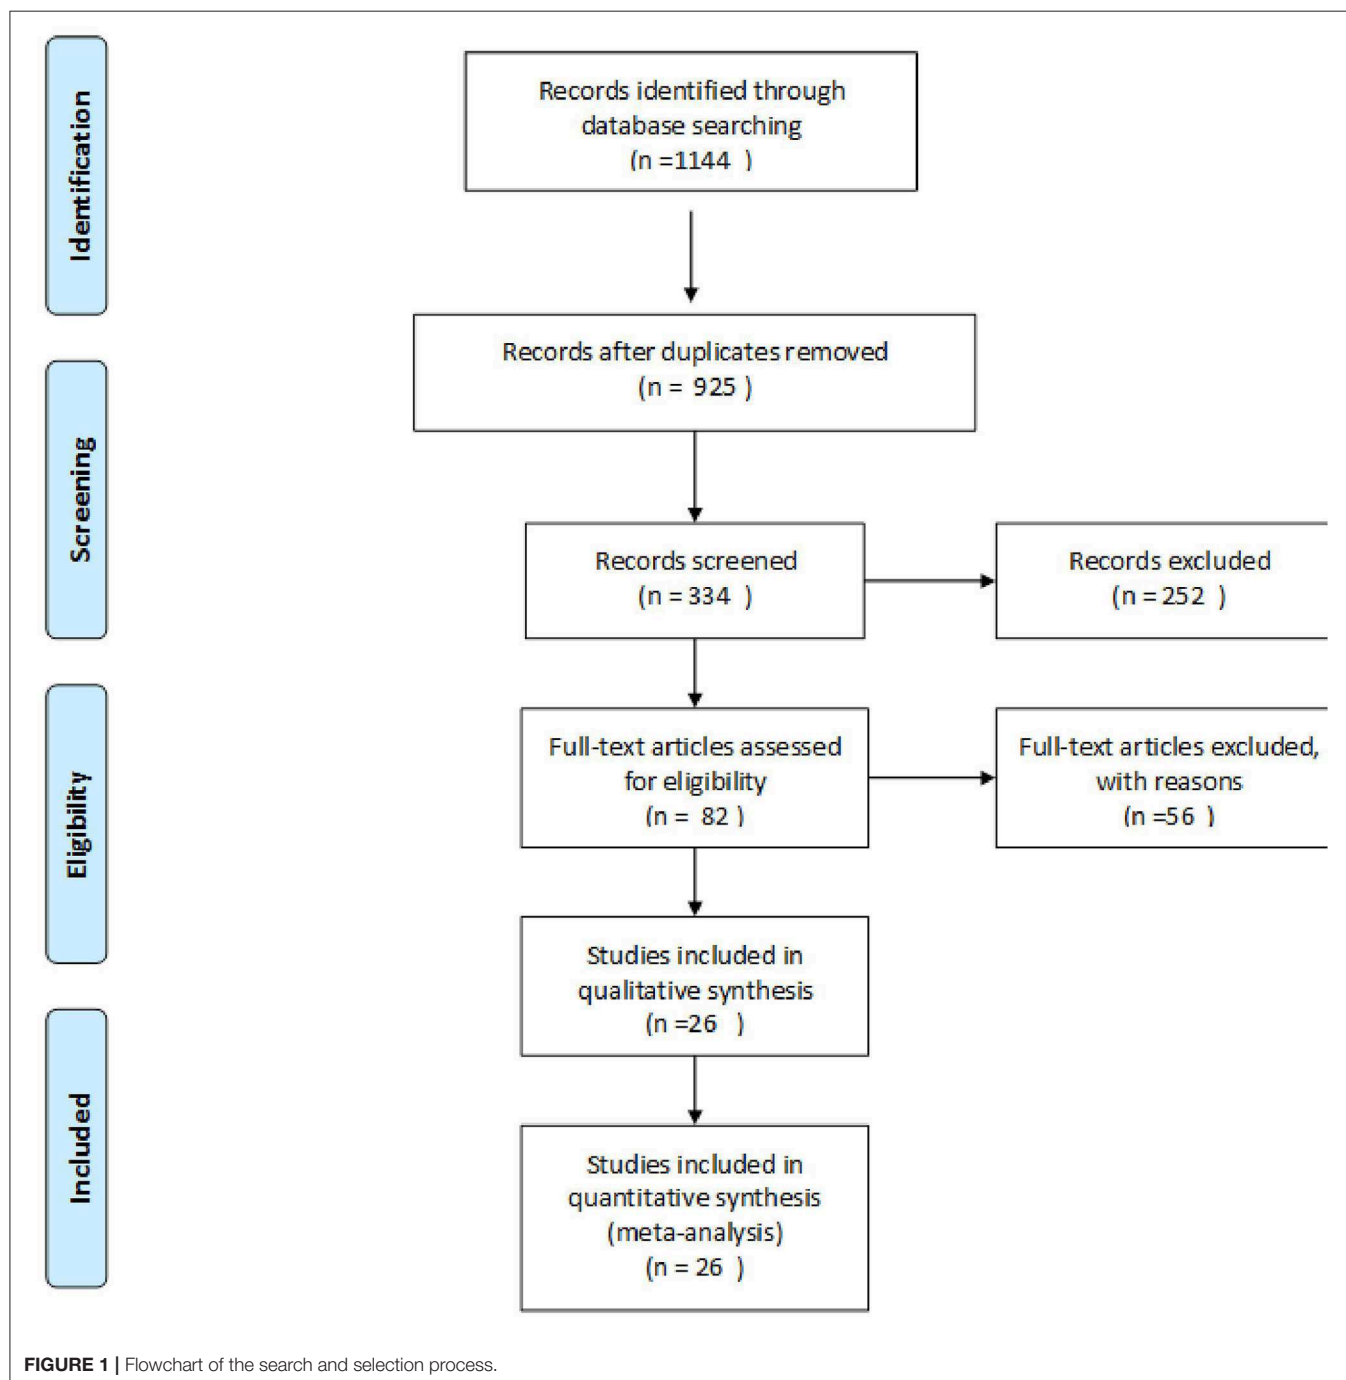 Identification
Records identified through
database searching
(n =1144 )
Records after duplicates removed
(n = 925 )
Screening
Records screened
(n = 334 )
Records excluded
(n = 252 )
Eligibility
Full-text articles assessed
for eligibility
(n = 82 )
Full-text articles excluded,
with reasons
(n =56 )
Studies included in
qualitative synthesis
(n =26 )
Included
Studies included in
quantitative synthesis
(meta-analysis)
(n = 26 )
FIGURE 1 | Flowchart of the search and selection process.